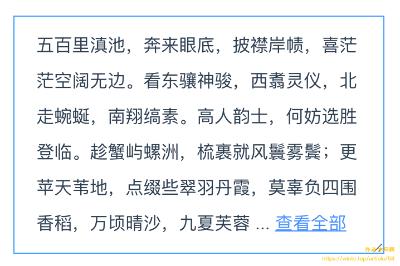 五百里滇池，奔来眼底，披襟岸帻，喜茫
茫空阔无边。看东骧神骏，西翥灵仪，北
走蜿蜒，南翔缟素。高人韵士，何妨选胜
登临。趁蟹屿螺洲，梳裹就风鬟雾鬓；更
苹天苇地，点缀些翠羽丹霞，莫辜负四围
香稻，万顷晴沙，九夏芙蓉 ... 查看全部